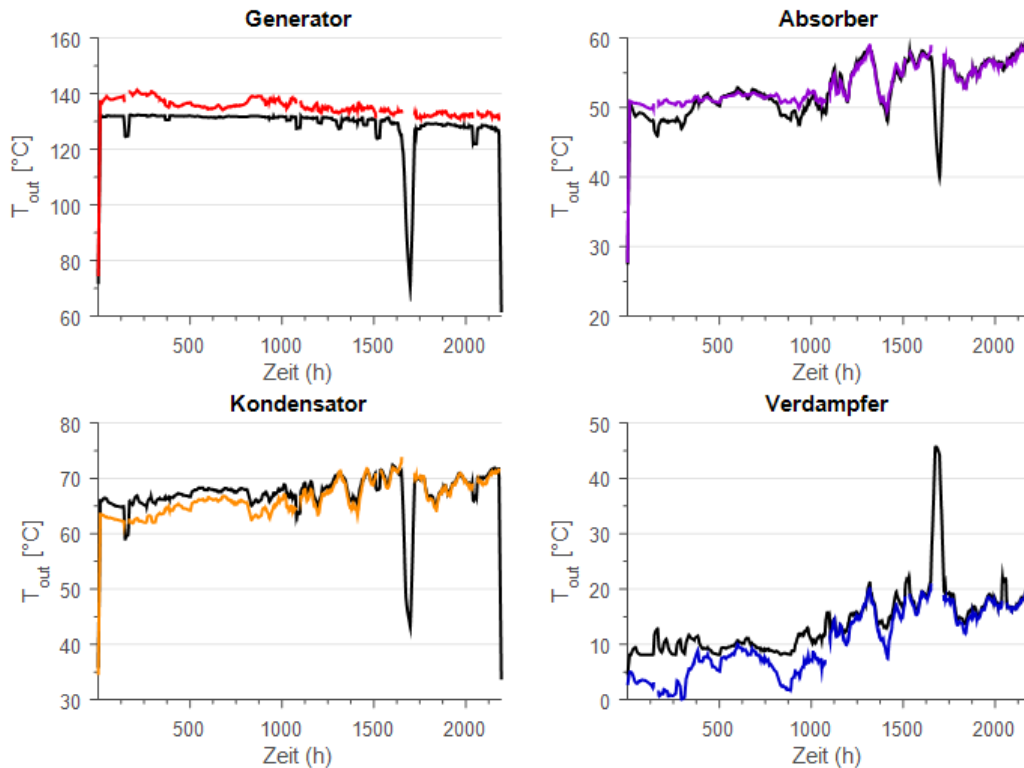 Generator
T_out [°C]
160
140
120
100
80
60
500 1000 1500 2000
Zeit (h)
Absorber
T_out [°C]
60
50
40
30
20
500 1000 1500 2000
Zeit (h)
Kondensator
T_out [°C]
80
70
60
50
40
30
500 1000 1500 2000
Zeit (h)
Verdampfer
T_out [°C]
50
40
30
20
10
0
500 1000 1500 2000
Zeit (h)